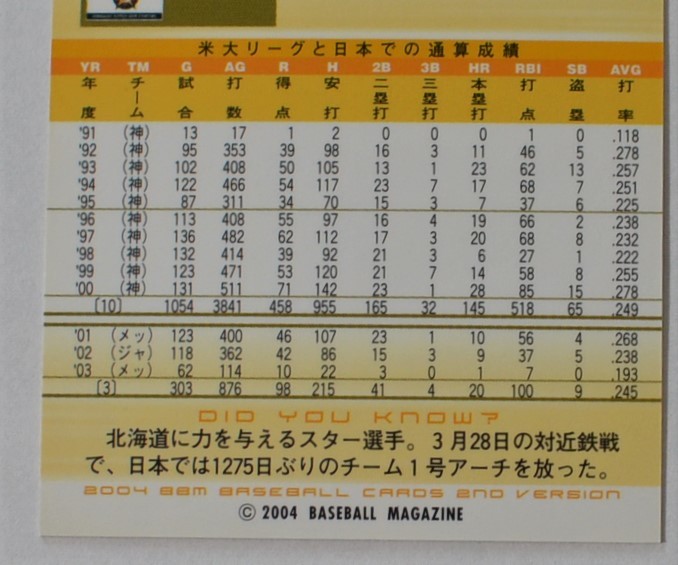 米大リーグと日本での通算成績
YR TM G AG R H 2B 3B HR RBI SB AVG
年度 チーム 試合 打数 得点 安打 二塁打 三塁打 本塁打 打点 盗塁 打率
'91 (神) 13 17 1 2 0 0 0 1 0 .118
'92 (神) 95 353 39 98 16 3 11 46 5 .278
'93 (神) 102 408 50 105 13 1 23 62 13 .257
'94 (神) 122 466 54 117 23 7 17 68 7 .251
'95 (神) 87 311 34 70 15 3 7 37 6 .225
'96 (神) 113 408 55 97 16 4 19 66 2 .238
'97 (神) 136 482 62 112 17 3 20 68 8 .232
'98 (神) 132 414 39 92 21 3 6 27 1 .222
'99 (神) 123 471 53 120 21 7 14 58 8 .255
'00 (神) 131 511 71 142 23 1 28 85 15 .278
〔10〕 1054 3841 458 955 165 32 145 518 65 .249
'01 (メッ) 123 400 46 107 23 1 10 56 4 .268
'02 (ジャ) 118 362 42 86 15 3 9 37 5 .238
'03 (メッ) 62 114 10 22 3 0 1 7 0 .193
〔3〕 303 876 98 215 41 4 20 100 9 .245
DID YOU KNOW?
北海道に力を与えるスター選手。3月28日の対近鉄戦
で、日本では1275日ぶりのチーム1号アーチを放った。
2004 BBM BASEBALL CARDS 2ND VERSION
© 2004 BASEBALL MAGAZINE